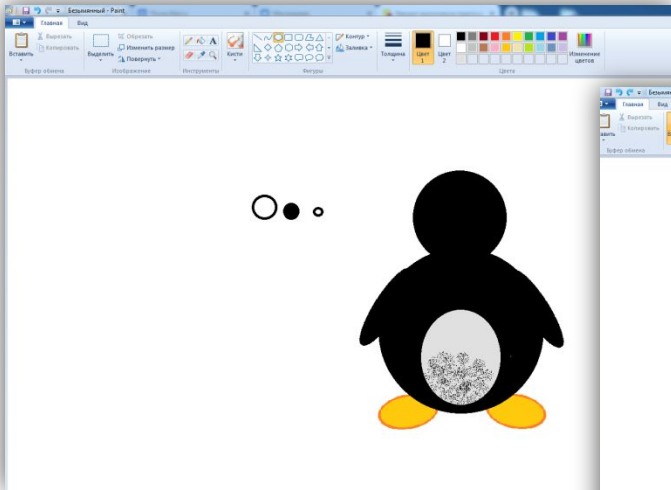 Безымянный - Paint
Главная Вид
Вставить
Вырезать
Копировать
Буфер обмена
Выделить
Обрезать
Изменить размер
Повернуть
Изображение
Инструменты
Кисти
Контур
Заливка
Фигуры
Толщина
Цвет 1
Цвет 2
Изменение цветов
Цвета
Главная Вид
Вырезать
Копировать
Буфер обмена